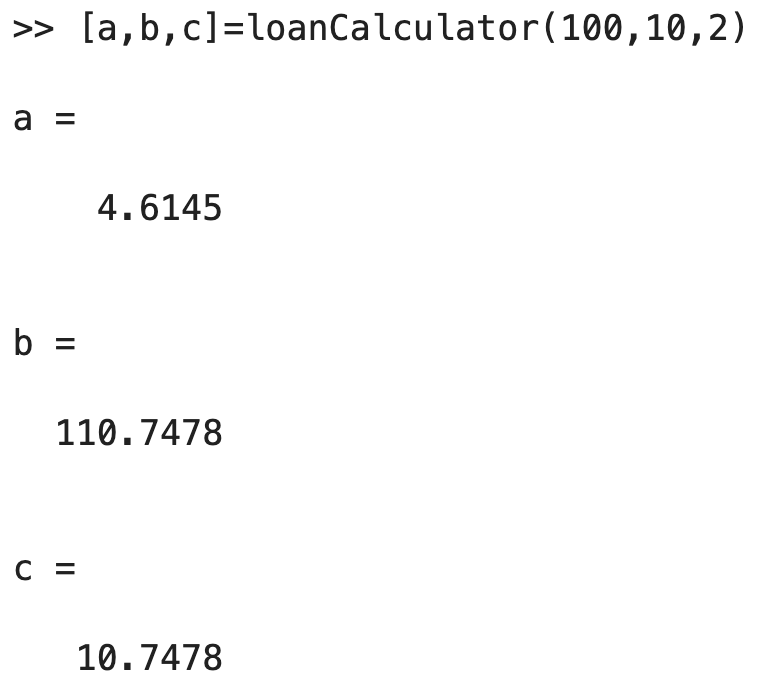 >> [a,b,c]=loanCalculator(100,10,2)
a =
4.6145
b =
110.7478
c =
10.7478